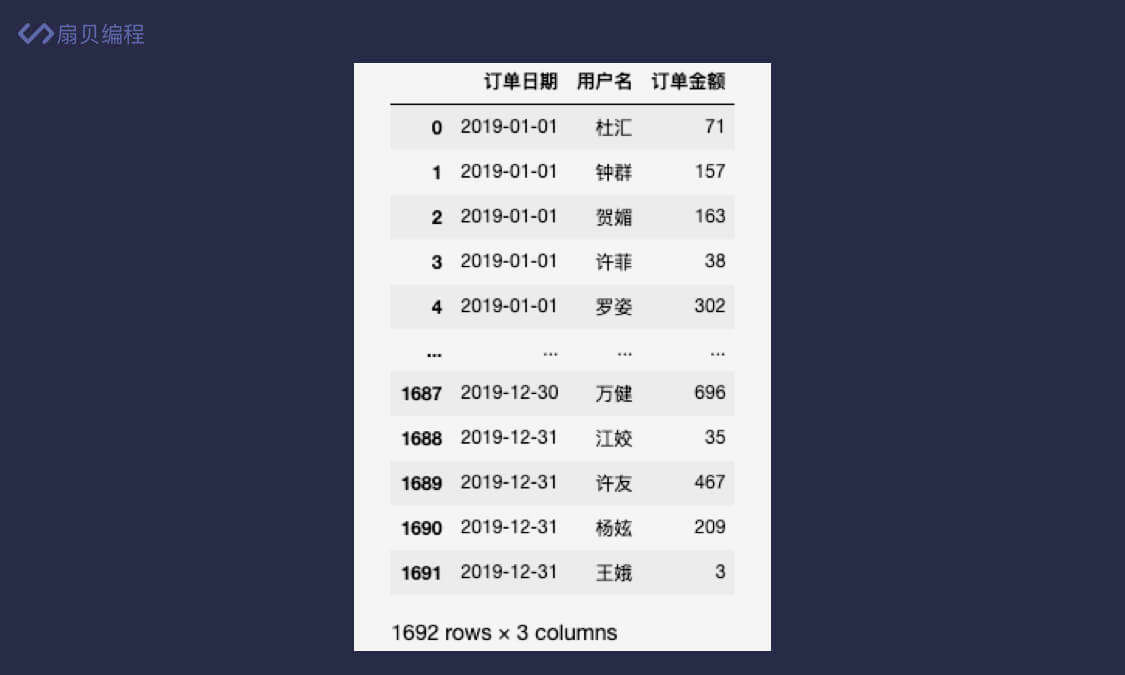 扇贝编程
订单日期 用户名 订单金额
0 2019-01-01 杜汇 71
1 2019-01-01 钟群 157
2 2019-01-01 贺媚 163
3 2019-01-01 许菲 38
4 2019-01-01 罗姿 302
... ... ... ...
1687 2019-12-30 万健 696
1688 2019-12-31 江姣 35
1689 2019-12-31 许友 467
1690 2019-12-31 杨妶 209
1691 2019-12-31 王娥 3
1692 rows × 3 columns